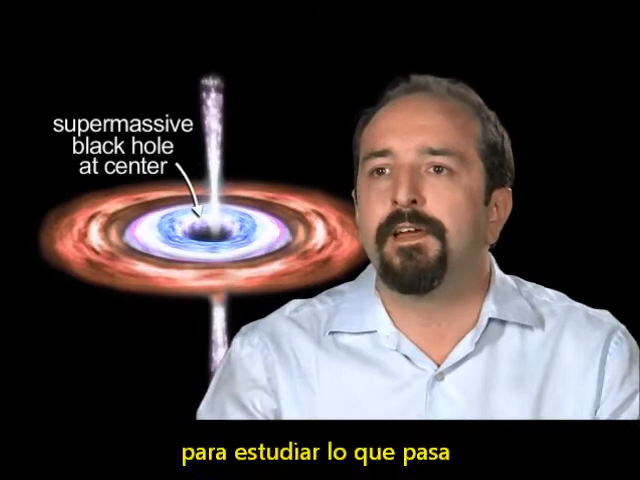 supermassive
black hole
at center
para estudiar lo que pasa